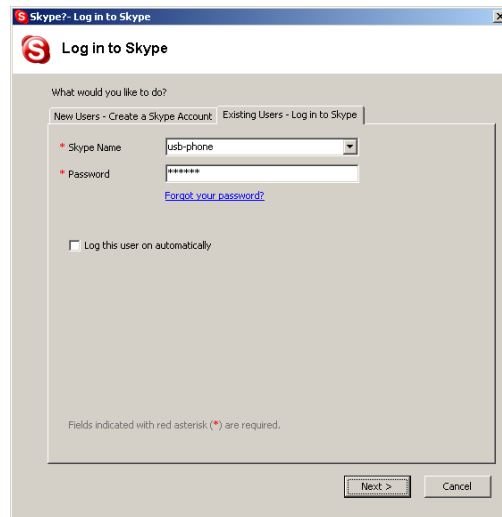 Skype?- Log in to Skype
Log in to Skype
What would you like to do?
New Users - Create a Skype Account
Existing Users - Log in to Skype
* Skype Name
usb-phone
* Password
******
Forgot your password?
Log this user on automatically
Fields indicated with red asterisk (*) are required.
Next >
Cancel